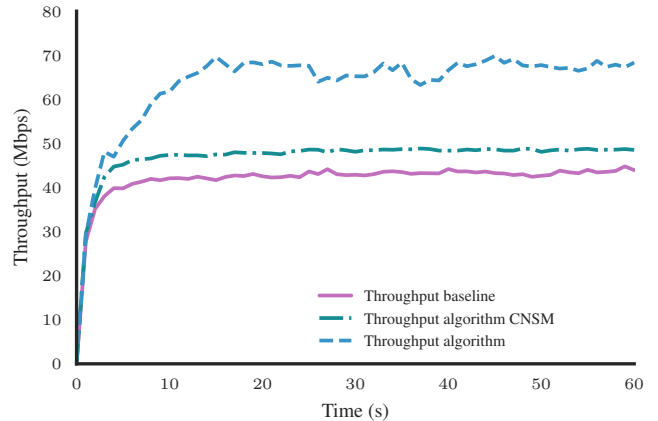 80
70
60
50
40
30
20
10
0
Throughput (Mbps)
Throughput baseline
Throughput algorithm CNSM
Throughput algorithm
0 10 20 30 40 50 60
Time (s)